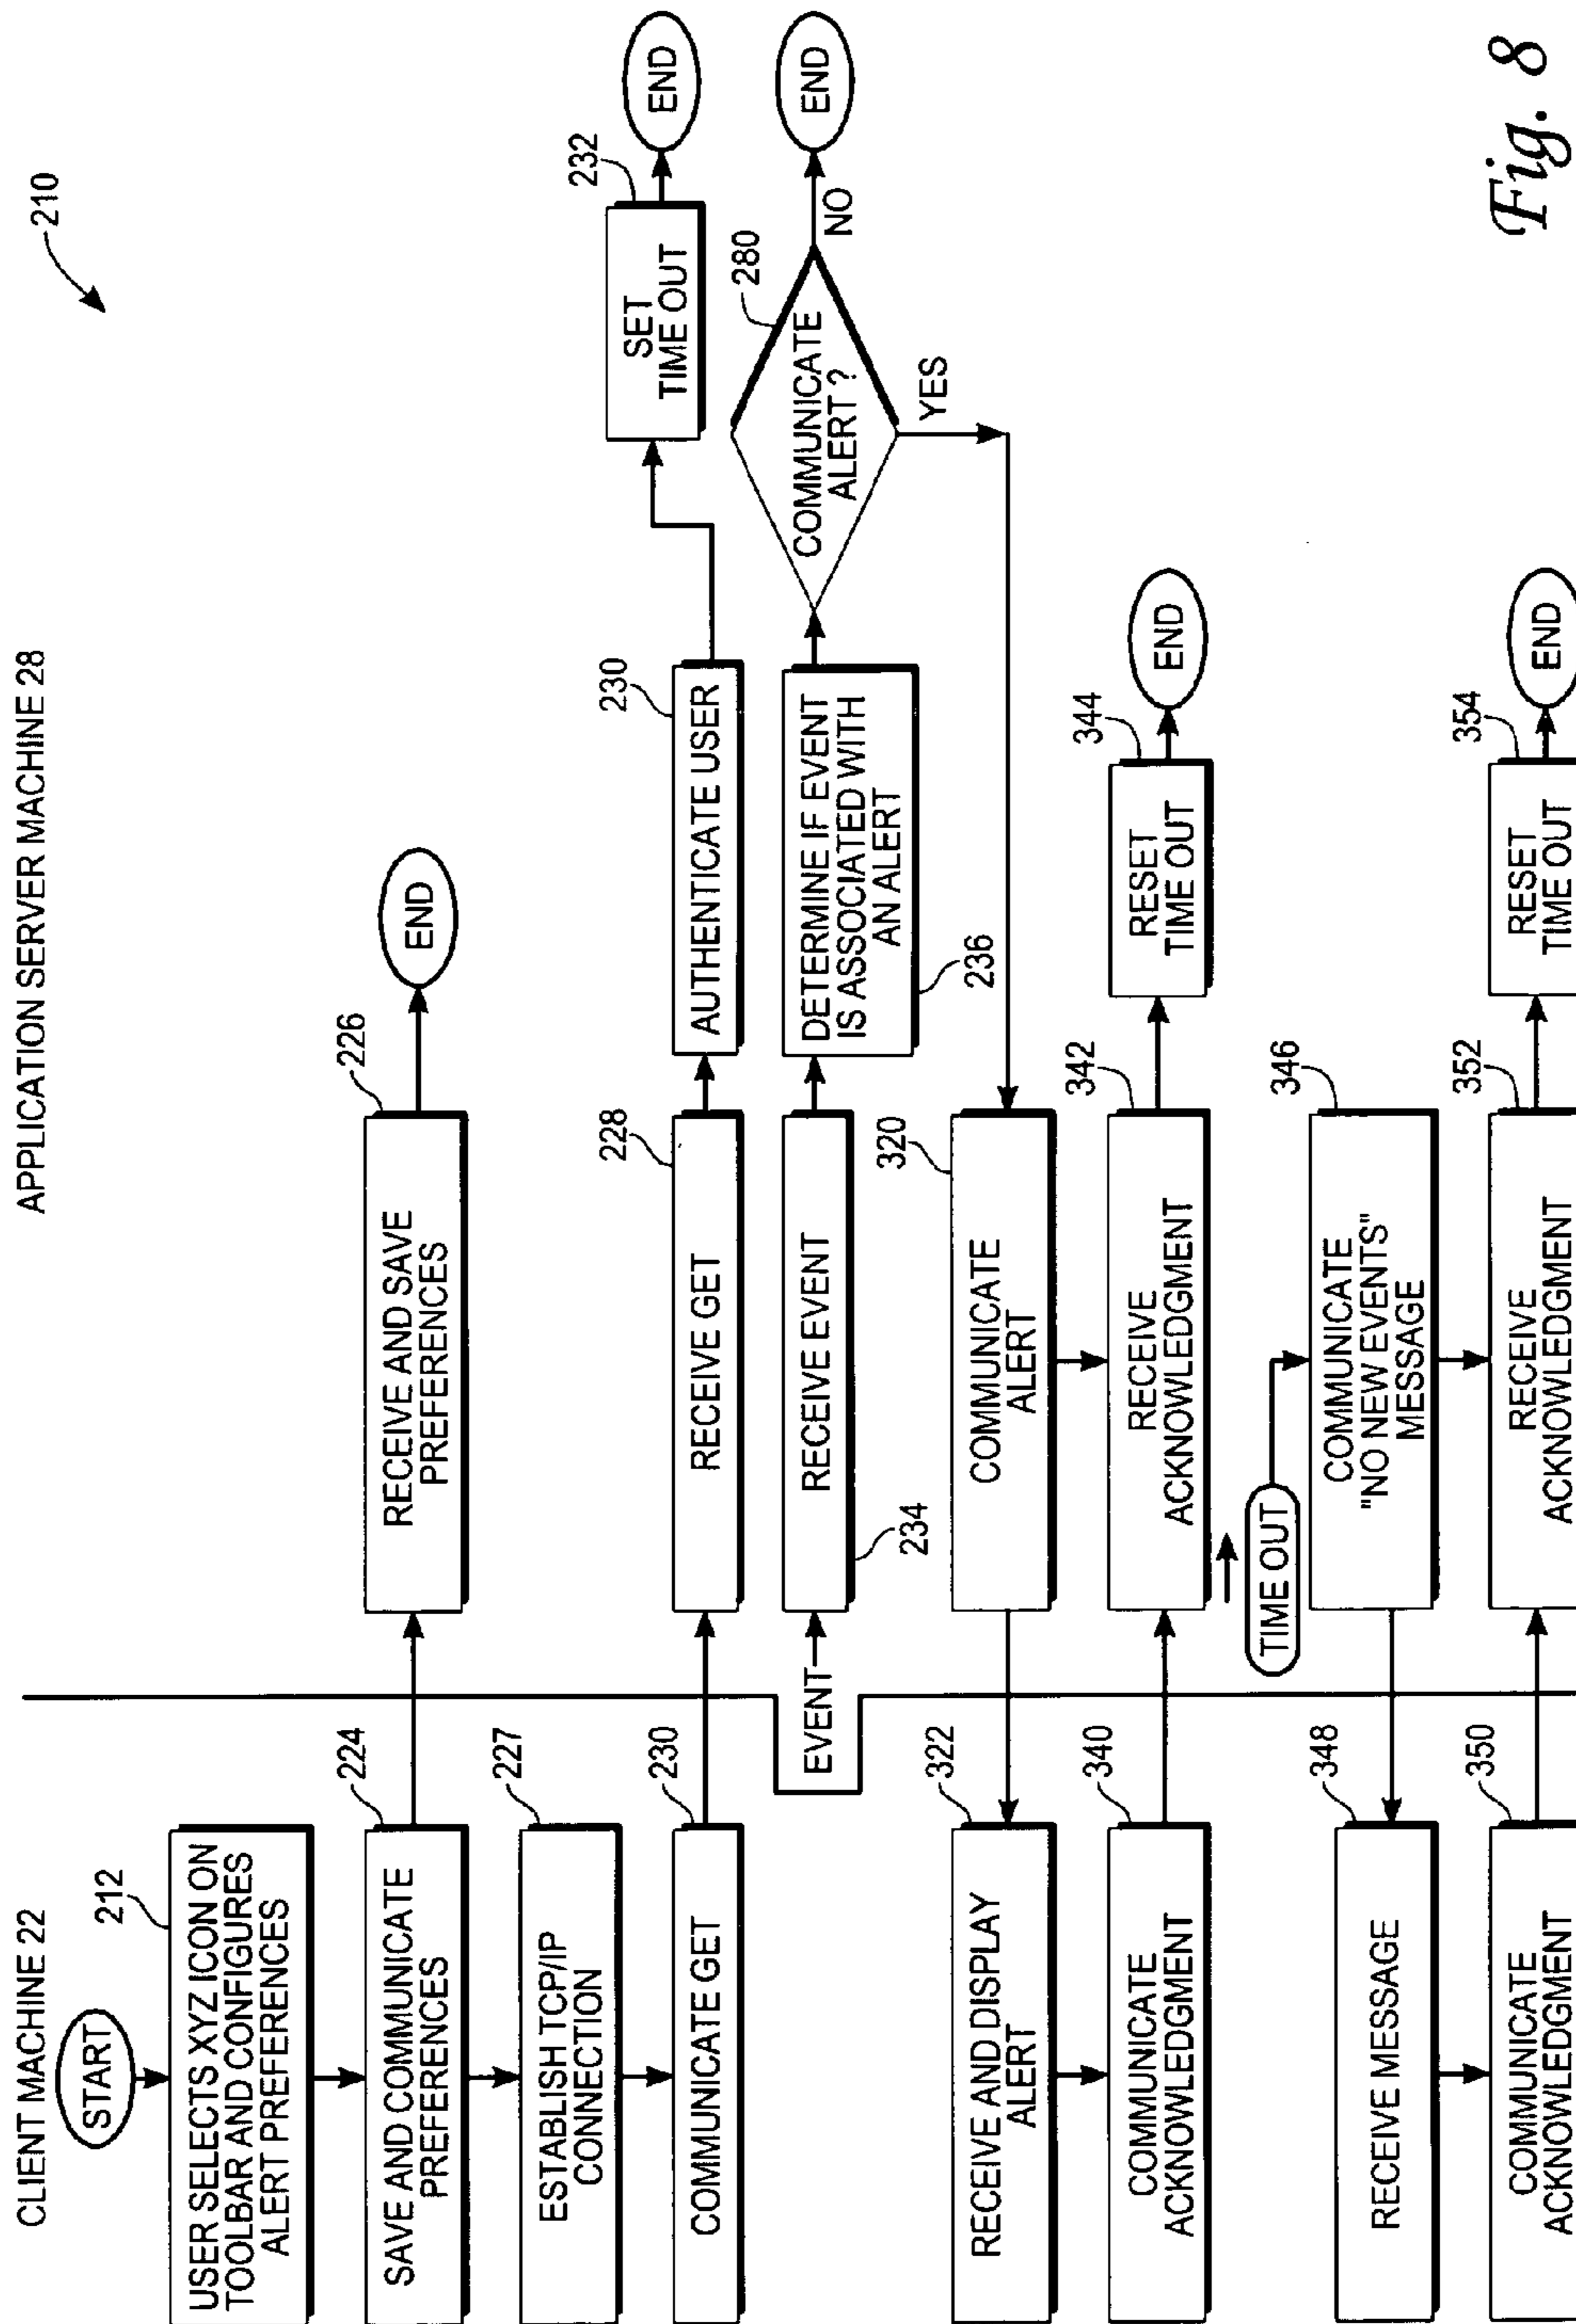 CLIENT MACHINE 22
APPLICATION SERVER MACHINE 28
210
START
212
USER SELECTS XYZ ICON ON
TOOLBAR AND CONFIGURES
ALERT PREFERENCES
224
SAVE AND COMMUNICATE
PREFERENCES
226
RECEIVE AND SAVE
PREFERENCES
END
227
ESTABLISH TCP/IP
CONNECTION
230
COMMUNICATE GET
228
RECEIVE GET
230
AUTHENTICATE USER
232
SET
TIME OUT
END
EVENT
RECEIVE EVENT
234
DETERMINE IF EVENT
IS ASSOCIATED WITH
AN ALERT
236
COMMUNICATE
ALERT ?
280
NO
END
YES
322
RECEIVE AND DISPLAY
ALERT
320
COMMUNICATE
ALERT
340
COMMUNICATE
ACKNOWLEDGMENT
342
RECEIVE
ACKNOWLEDGMENT
344
RESET
TIME OUT
END
TIME OUT
346
COMMUNICATE
"NO NEW EVENTS"
MESSAGE
348
RECEIVE MESSAGE
350
COMMUNICATE
ACKNOWLEDGMENT
352
RECEIVE
ACKNOWLEDGMENT
354
RESET
TIME OUT
END
Fig. 8